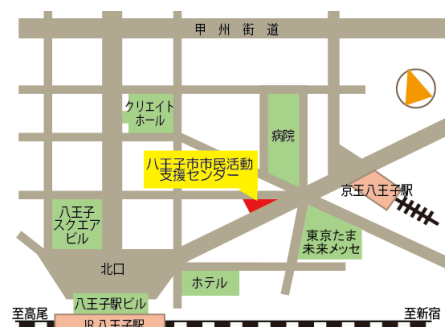 甲州街道
クリエイト
ホール
病院
八王子市市民活動
支援センター
京王八王子駅
八王子
スクエア
ビル
東京たま
未来メッセ
北口
ホテル
八王子駅ビル
至高尾
至新宿
JR八王子駅